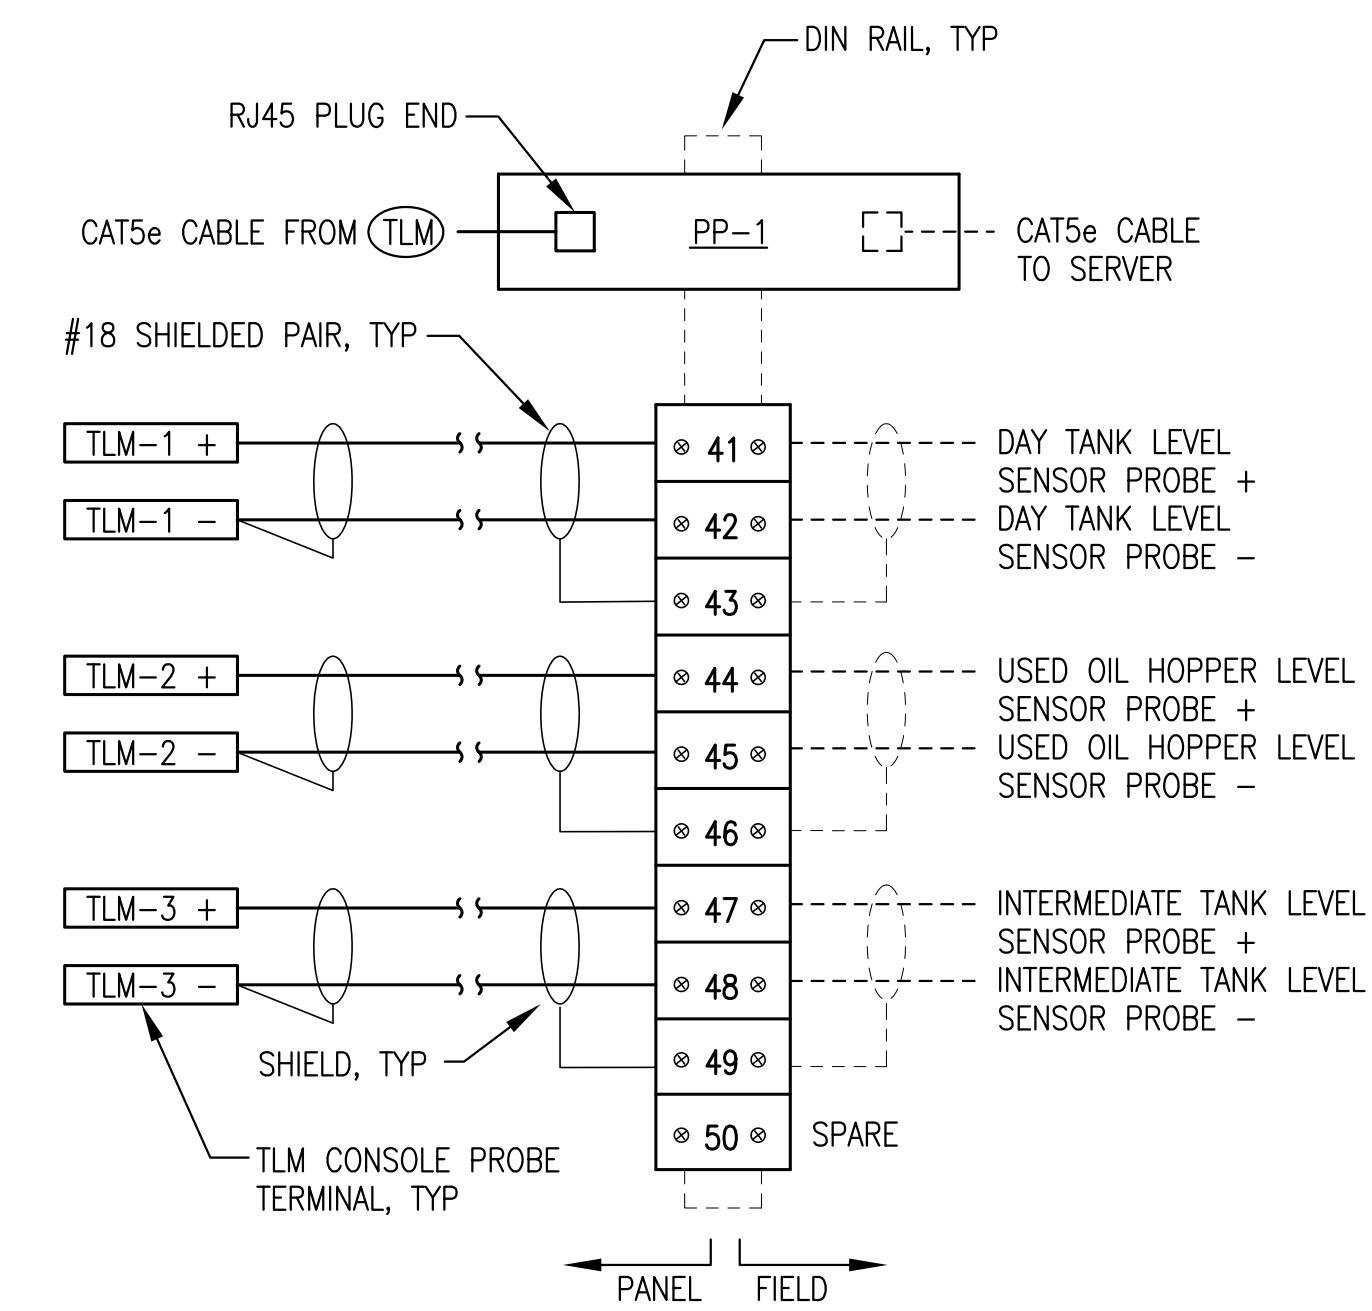 DIN RAIL, TYP
RJ45 PLUG END
CAT5e CABLE FROM TLM
PP-1
CAT5e CABLE
TO SERVER
#18 SHIELDED PAIR, TYP
TLM-1 +
41
DAY TANK LEVEL
SENSOR PROBE +
TLM-1 -
42
DAY TANK LEVEL
SENSOR PROBE -
43
TLM-2 +
44
USED OIL HOPPER LEVEL
SENSOR PROBE +
TLM-2 -
45
USED OIL HOPPER LEVEL
SENSOR PROBE -
46
TLM-3 +
47
INTERMEDIATE TANK LEVEL
SENSOR PROBE +
TLM-3 -
48
INTERMEDIATE TANK LEVEL
SENSOR PROBE -
SHIELD, TYP
49
50
SPARE
TLM CONSOLE PROBE
TERMINAL, TYP
PANEL
FIELD